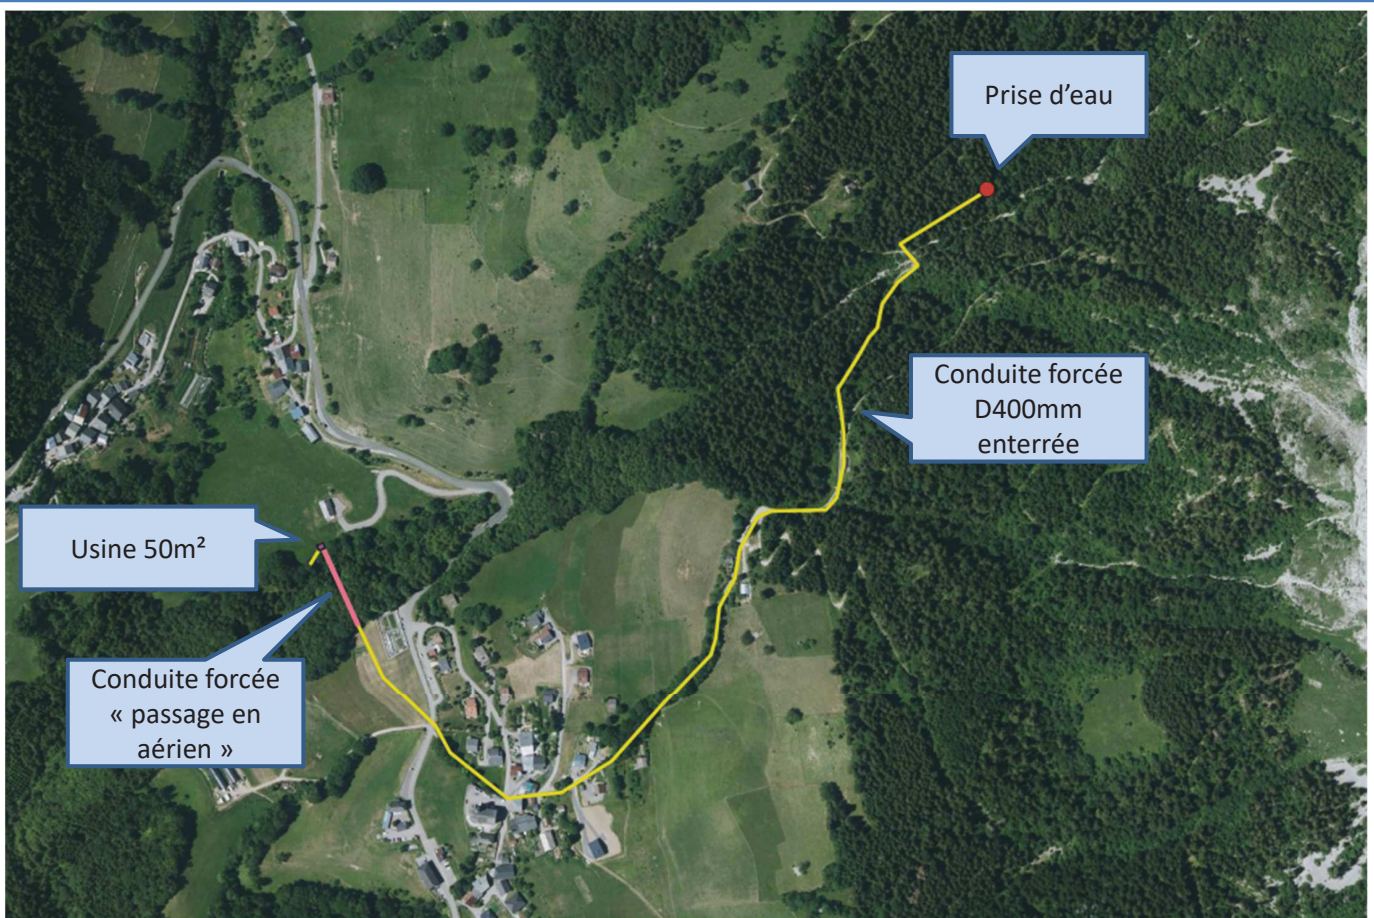 Prise d’eau
Conduite forcée
D400mm
enterrée
Usine 50m²
Conduite forcée
« passage en
aérien »